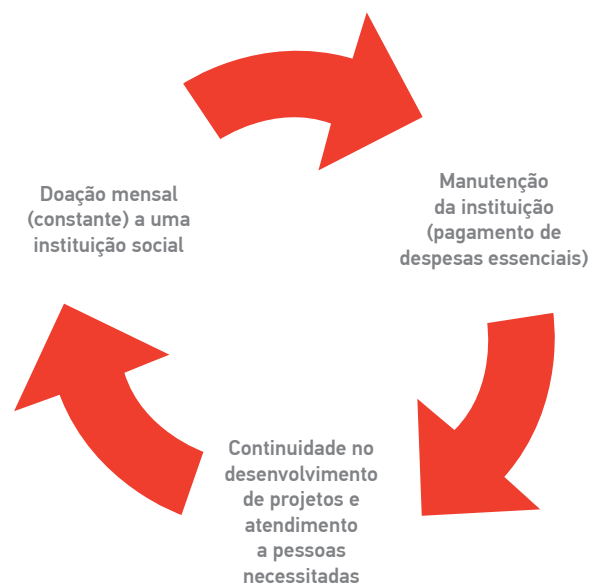 Doação mensal
(constante) a uma
instituição social
Manutenção
da instituição
(pagamento de
despesas essenciais)
Continuidade no
desenvolvimento
de projetos e
atendimento
a pessoas
necessitadas